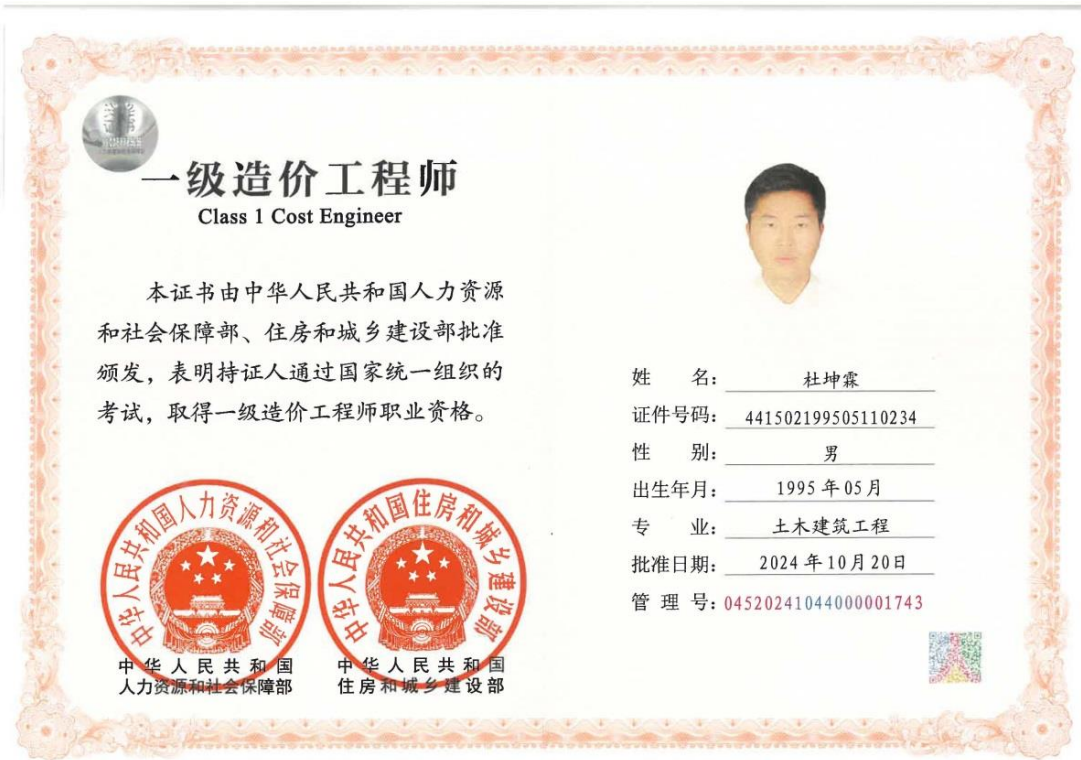 一级造价工程师
Class 1 Cost Engineer
本证书由中华人民共和国人力资源
和社会保障部、住房和城乡建设部批准
颁发，表明持证人通过国家统一组织的
考试，取得一级造价工程师职业资格。
中华人民共和国人力资源和社会保障部
中华人民共和国
人力资源和社会保障部
中华人民共和国住房和城乡建设部
中华人民共和国
住房和城乡建设部
姓 名：杜坤霖
证件号码：441502199505110234
性 别：男
出生年月：1995年05月
专 业：土木建筑工程
批准日期：2024年10月20日
管 理 号：04520241044000001743